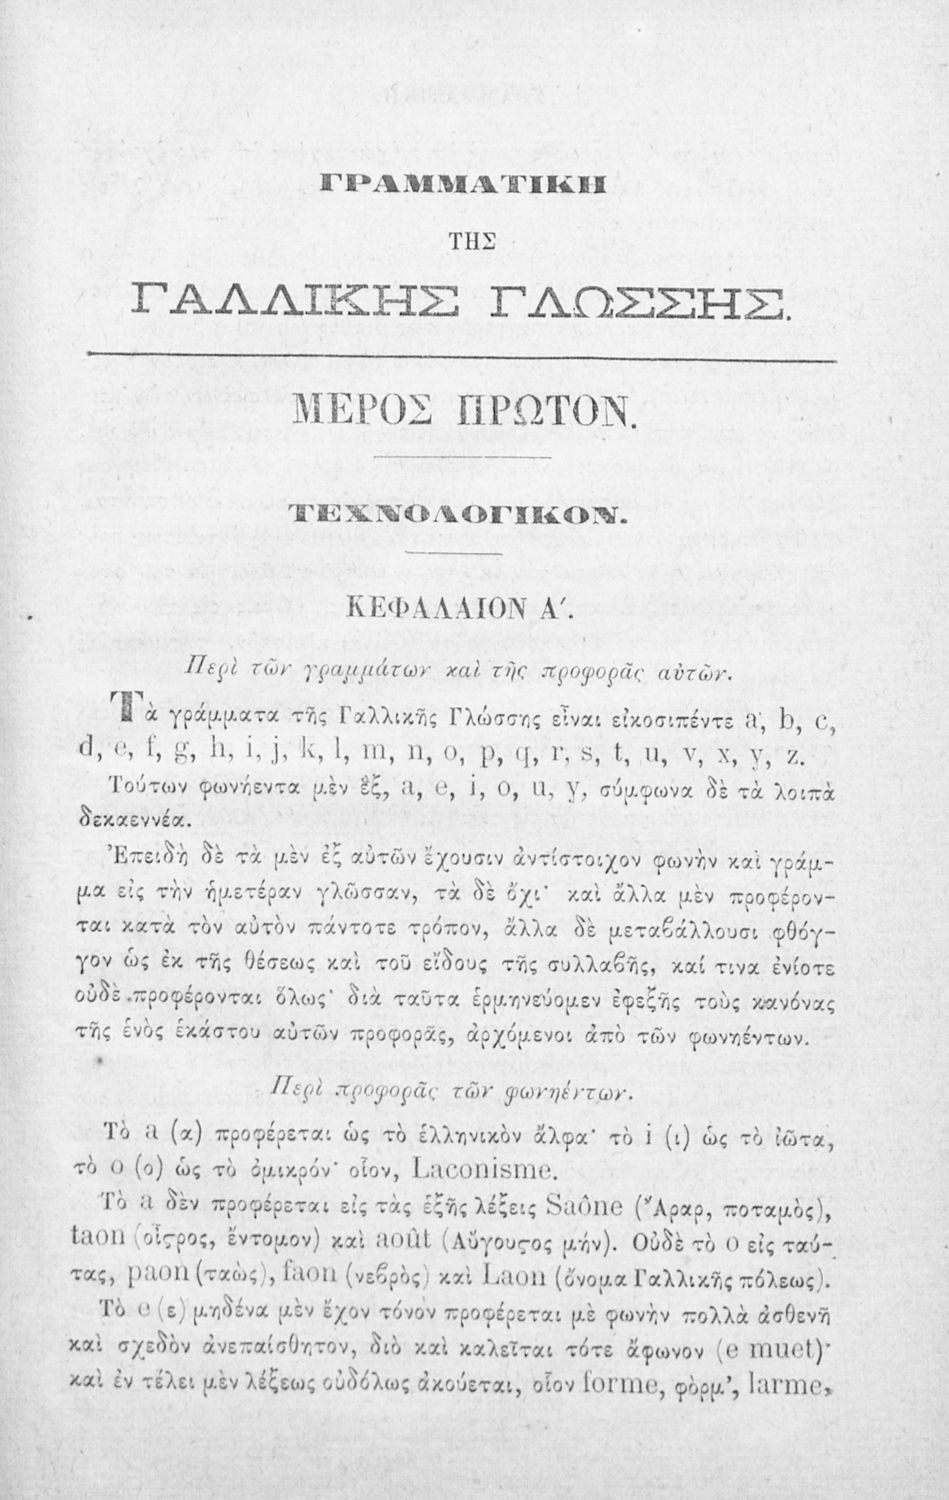 ΓΡΑΜΜΑΤΙΚΗ
ΤΗΣ
ΓΑΛΛΙΚΗΣ ΓΛΩΣΣΗΣ.
ΜΕΡΟΣ ΠΡΩΤΟΝ.
ΤΕΧΝΟΛΟΓΙΚΟΝ.
ΚΕΦΑΛΑΙΟΝ Α΄.
Περὶ τῶν γραμμάτων καὶ τῆς προφορᾶς αὐτῶν.
Τὰ γράμματα τῆς Γαλλικῆς Γλώσσης εἶναι εἰκοσιπέντε a, b, c,
d, e, f, g, h, i, j, k, l, m, n, o, p, q, r, s, t, u, v, x, y, z.
Τούτων φωνήεντα μὲν ἓξ, a, e, i, o, u, y, σύμφωνα δὲ τὰ λοιπὰ
δεκαεννέα.
Ἐπειδὴ δὲ τὰ μὲν ἐξ αὐτῶν ἔχουσιν ἀντίστοιχον φωνὴν καὶ γράμ-
μα εἰς τὴν ἡμετέραν γλῶσσαν, τὰ δὲ ὄχι· καὶ ἄλλα μὲν προφέρον-
ται κατὰ τὸν αὐτὸν πάντοτε τρόπον, ἄλλα δὲ μεταβάλλουσι φθόγ-
γον ὡς ἐκ τῆς θέσεως καὶ τοῦ εἴδους τῆς συλλαβῆς, καί τινα ἐνίοτε
οὐδὲ προφέρονται ὅλως· διὰ ταῦτα ἑρμηνεύομεν ἐφεξῆς τοὺς κανόνας
τῆς ἑνὸς ἑκάστου αὐτῶν προφορᾶς, ἀρχόμενοι ἀπὸ τῶν φωνηέντων.
Περὶ προφορᾶς τῶν φωνηέντων.
Τὸ a (α) προφέρεται ὡς τὸ ἑλληνικὸν ἄλφα· τὸ i (ι) ὡς τὸ ἰῶτα,
τὸ o (ο) ὡς τὸ ὀμικρόν· οἷον, Laconisme.
Τὸ a δὲν προφέρεται εἰς τὰς ἑξῆς λέξεις Saône (Ἄραρ, ποταμὸς),
taon (οἶςρος, ἔντομον) καὶ août (Αὔγουςος μήν). Οὐδὲ τὸ o εἰς ταύ-
τας, paon (ταὼς), faon (νεβρὸς) καὶ Laon (ὄνομα Γαλλικῆς πόλεως).
Τὸ e (ε) μηδένα μὲν ἔχον τόνον προφέρεται μὲ φωνὴν πολλὰ ἀσθενῆ
καὶ σχεδὸν ἀνεπαίσθητον, διὸ καὶ καλεῖται τότε ἄφωνον (e muet)·
καὶ ἐν τέλει μὲν λέξεως οὐδόλως ἀκούεται, οἷον forme, φὸρμ’, larme,